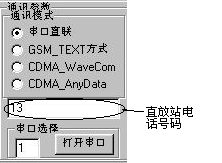 通讯参数
通讯模式
串口直联
GSM_TEXT方式
CDMA_WaveCom
CDMA_AnyData
13
直放站电
话号码
串口选择
1
打开串口